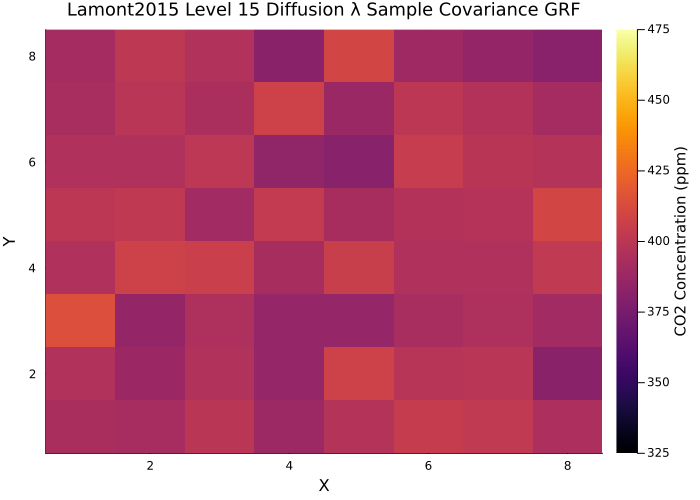 Lamont2015 Level 15 Diffusion λ Sample Covariance GRF
8
6
4
2
Y
2 4 6 8
X
475
450
425
400
375
350
325
CO2 Concentration (ppm)